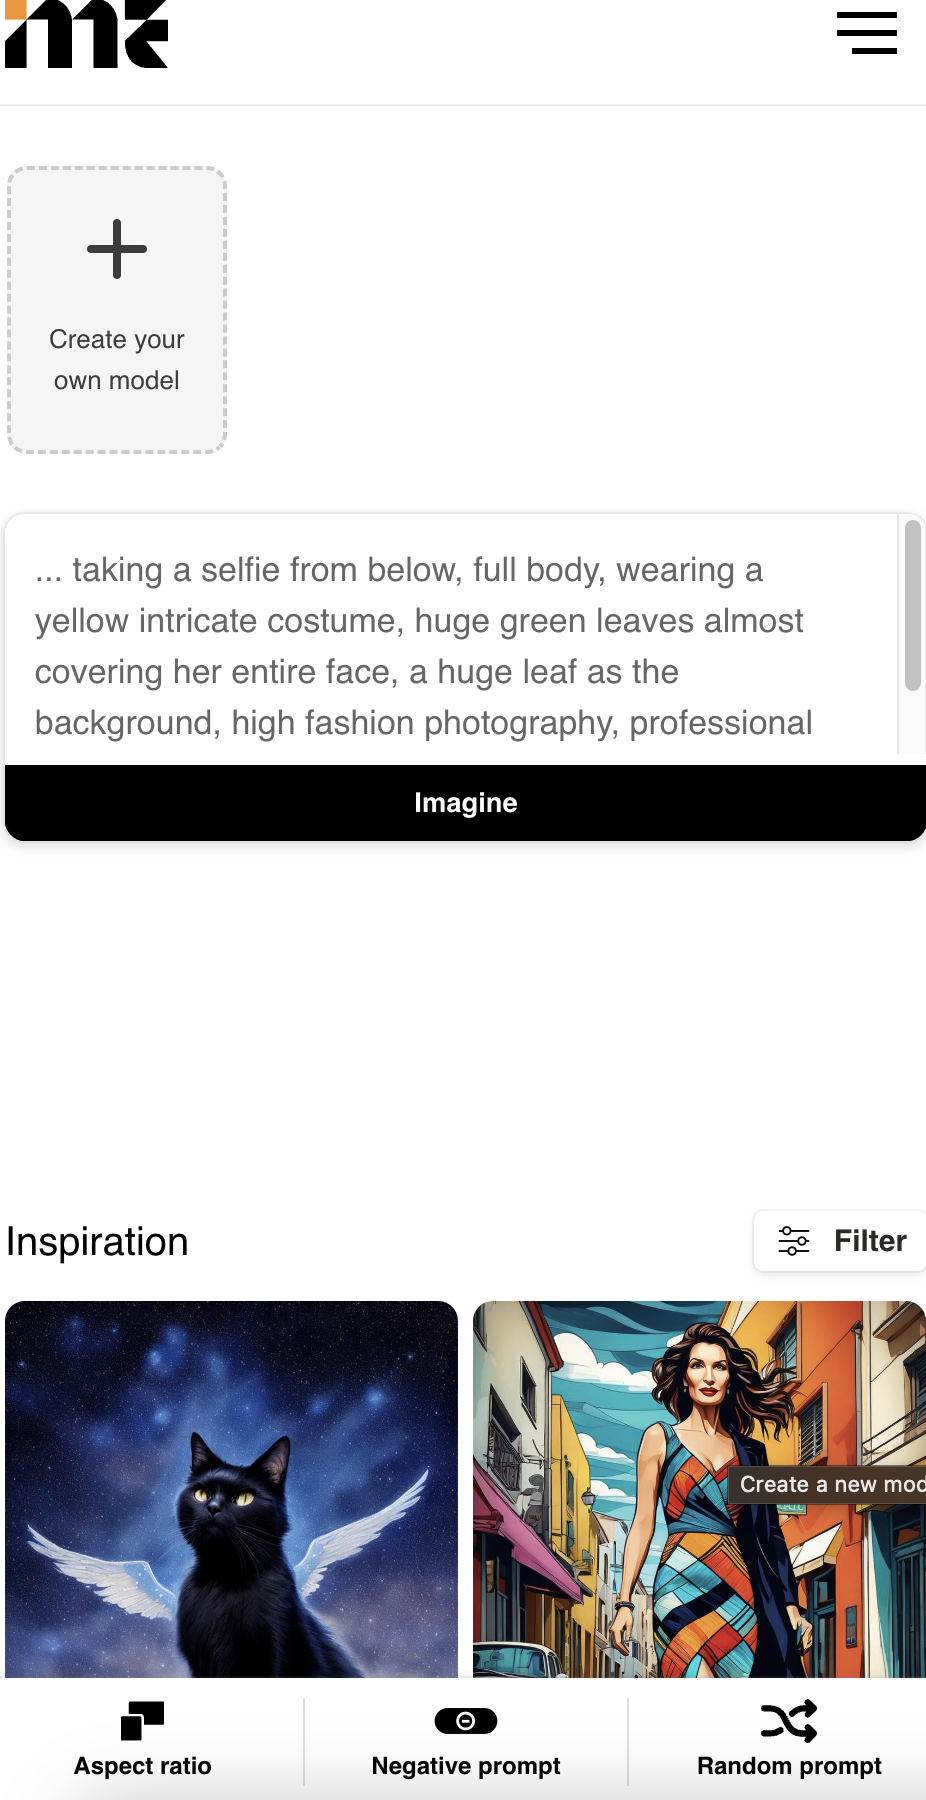 Create your
own model
... taking a selfie from below, full body, wearing a
yellow intricate costume, huge green leaves almost
covering her entire face, a huge leaf as the
background, high fashion photography, professional
Imagine
Inspiration
Filter
Create a new mod
Aspect ratio
Negative prompt
Random prompt